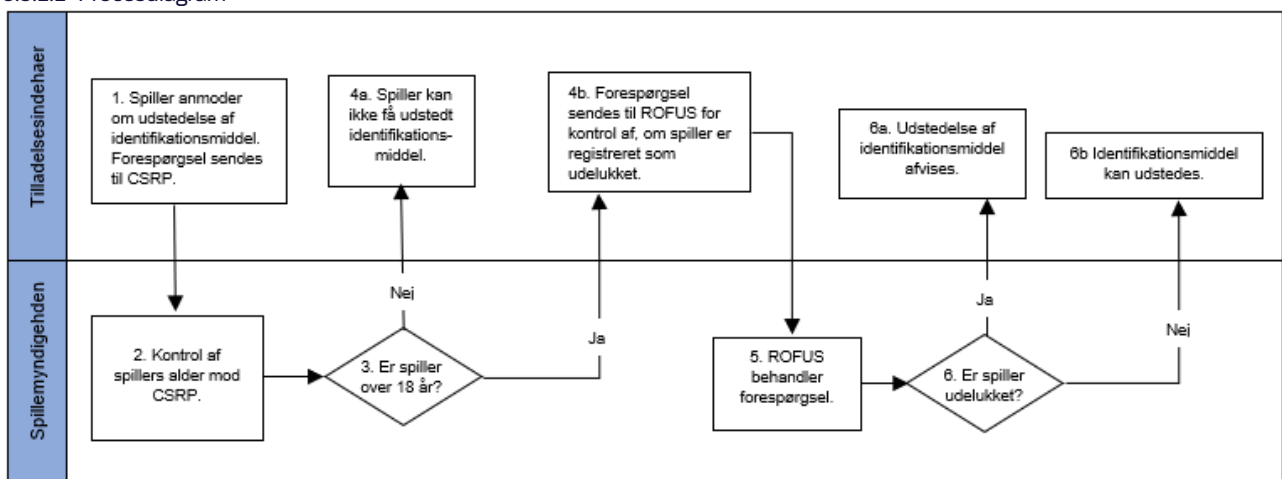 Tilladelsesindehaer
1. Spiller anmoder
om udstedelse af
identifikationsmiddel.
Forespørgsel sendes
til CSRP.
4a. Spiller kan
ikke få udstedt
identifikations-
middel.
4b. Forespørgsel
sendes til ROFUS for
kontrol af, om spiller er
registreret som
udelukket.
6a. Udstedelse af
identifikationsmiddel
afvises.
6b Identifikationsmiddel
kan udstedes.
Spillemyndigehden
2. Kontrol af
spillers alder mod
CSRP.
3. Er spiller
over 18 år?
Nej
Ja
5. ROFUS
behandler
forespørgsel.
6. Er spiller
udelukket?
Ja
Nej